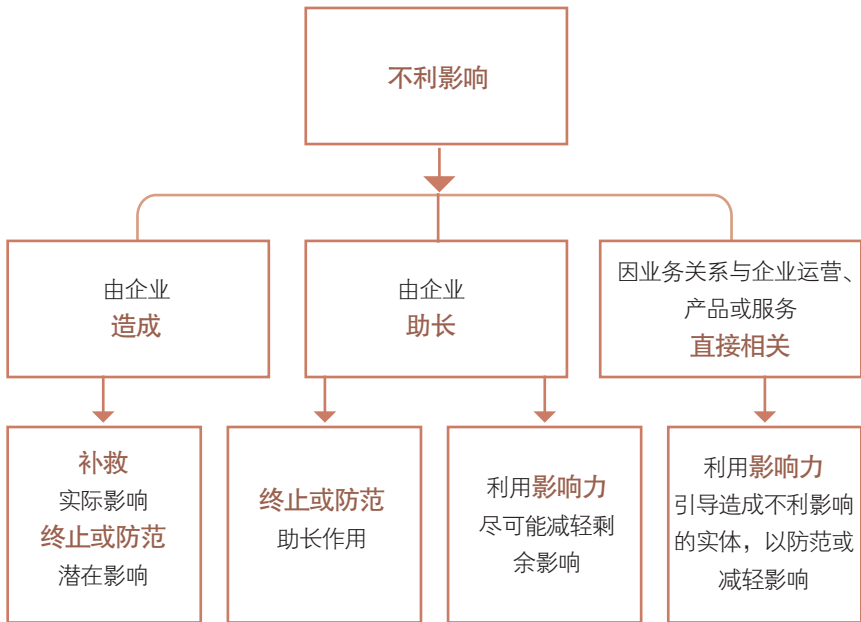 不利影响
由企业
造成
由企业
助长
因业务关系与企业运营、
产品或服务
直接相关
补救
实际影响
终止或防范
潜在影响
终止或防范
助长作用
利用影响力
尽可能减轻剩
余影响
利用影响力
引导造成不利影响
的实体，以防范或
减轻影响